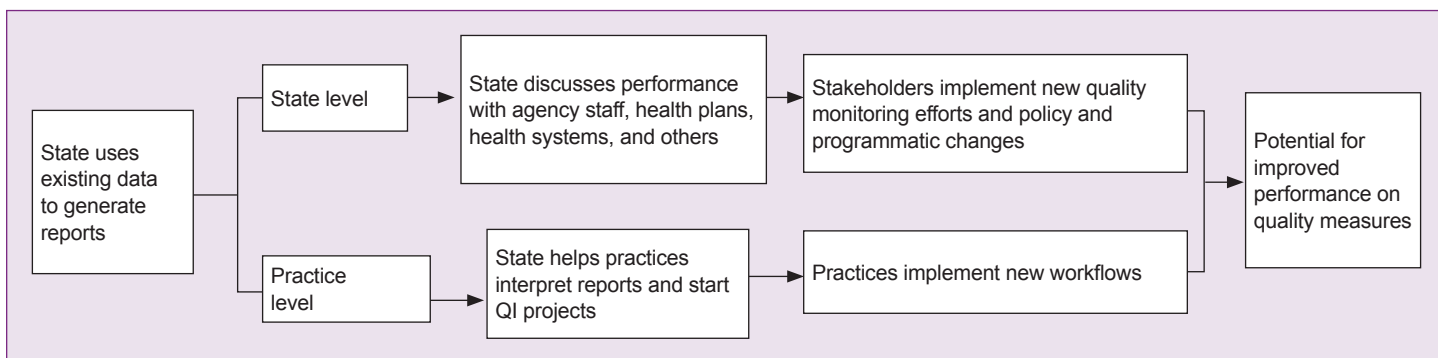 State uses
existing data
to generate
reports
State level
State discusses performance
with agency staff, health plans,
health systems, and others
Stakeholders implement new quality
monitoring efforts and policy and
programmatic changes
Practice
level
State helps practices
interpret reports and start
QI projects
Practices implement new workflows
Potential for
improved
performance on
quality measures